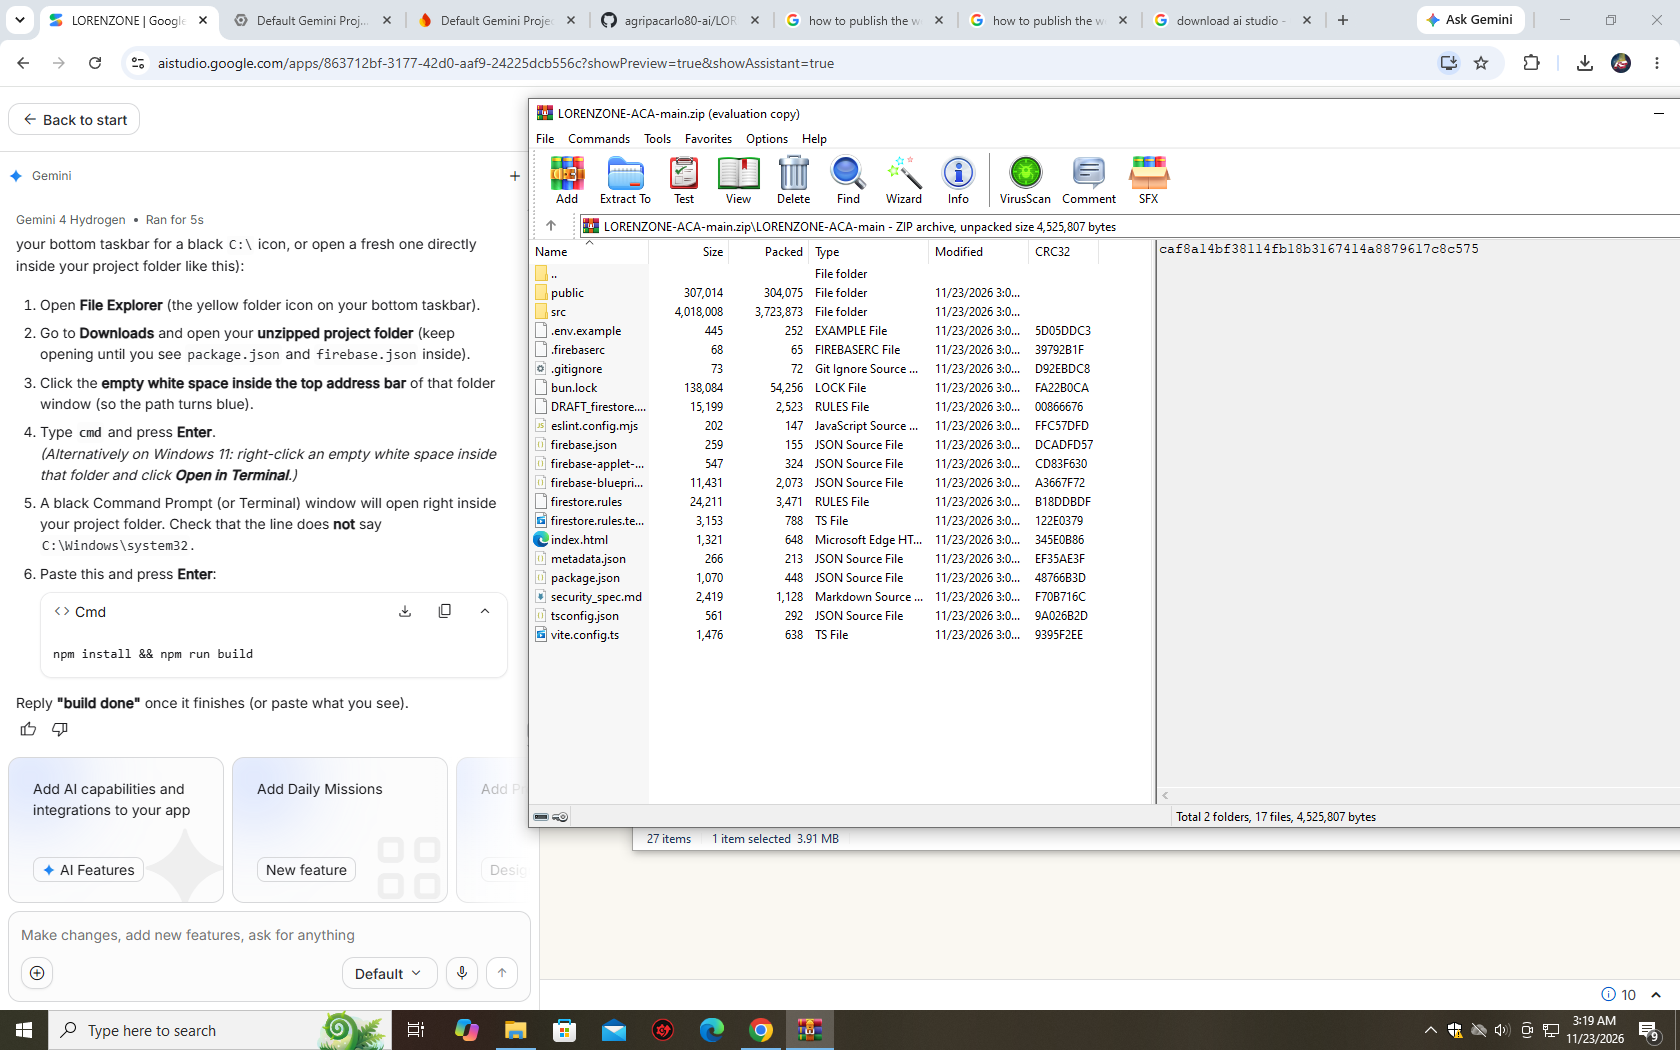 LORENZONE | Google
Default Gemini Proj...
Default Gemini Projec
agripacarlo80-ai/LOR
how to publish the w
how to publish the w
download ai studio -
Ask Gemini
aistudio.google.com/apps/863712bf-3177-42d0-aaf9-24225dcb556c?showPreview=true&showAssistant=true
Back to start
Gemini
Gemini 4 Hydrogen • Ran for 5s
your bottom taskbar for a black C:\ icon, or open a fresh one directly
inside your project folder like this):
1. Open File Explorer (the yellow folder icon on your bottom taskbar).
2. Go to Downloads and open your unzipped project folder (keep
opening until you see package.json and firebase.json inside).
3. Click the empty white space inside the top address bar of that folder
window (so the path turns blue).
4. Type cmd and press Enter.
(Alternatively on Windows 11: right-click an empty white space inside
that folder and click Open in Terminal.)
5. A black Command Prompt (or Terminal) window will open right inside
your project folder. Check that the line does not say
C:\Windows\system32.
6. Paste this and press Enter:
<> Cmd
npm install && npm run build
Reply "build done" once it finishes (or paste what you see).
Add AI capabilities and
integrations to your app
AI Features
Add Daily Missions
New feature
Add P
Desig
Make changes, add new features, ask for anything
Default
LORENZONE-ACA-main.zip (evaluation copy)
File Commands Tools Favorites Options Help
Add Extract To Test View Delete Find Wizard Info VirusScan Comment SFX
LORENZONE-ACA-main.zip\LORENZONE-ACA-main - ZIP archive, unpacked size 4,525,807 bytes
Name Size Packed Type Modified CRC32
.. File folder
public 307,014 304,075 File folder 11/23/2026 3:0...
src 4,018,008 3,723,873 File folder 11/23/2026 3:0...
.env.example 445 252 EXAMPLE File 11/23/2026 3:0... 5D05DDC3
.firebaserc 68 65 FIREBASERC File 11/23/2026 3:0... 39792B1F
.gitignore 73 72 Git Ignore Source ... 11/23/2026 3:0... D92EBDC8
bun.lock 138,084 54,256 LOCK File 11/23/2026 3:0... FA22B0CA
DRAFT_firestore.... 15,199 2,523 RULES File 11/23/2026 3:0... 00866676
eslint.config.mjs 202 147 JavaScript Source ... 11/23/2026 3:0... FFC57DFD
firebase.json 259 155 JSON Source File 11/23/2026 3:0... DCADFD57
firebase-applet-... 547 324 JSON Source File 11/23/2026 3:0... CD83F630
firebase-bluepri... 11,431 2,073 JSON Source File 11/23/2026 3:0... A3667F72
firestore.rules 24,211 3,471 RULES File 11/23/2026 3:0... B18DDBDF
firestore.rules.te... 3,153 788 TS File 11/23/2026 3:0... 122E0379
index.html 1,321 648 Microsoft Edge HT... 11/23/2026 3:0... 345E0B86
metadata.json 266 213 JSON Source File 11/23/2026 3:0... EF35AE3F
package.json 1,070 448 JSON Source File 11/23/2026 3:0... 48766B3D
security_spec.md 2,419 1,128 Markdown Source ... 11/23/2026 3:0... F70B716C
tsconfig.json 561 292 JSON Source File 11/23/2026 3:0... 9A026B2D
vite.config.ts 1,476 638 TS File 11/23/2026 3:0... 9395F2EE
caf8a14bf38114fb18b3167414a8879617c8c575
Total 2 folders, 17 files, 4,525,807 bytes
27 items 1 item selected 3.91 MB
10
Type here to search
3:19 AM
11/23/2026
9